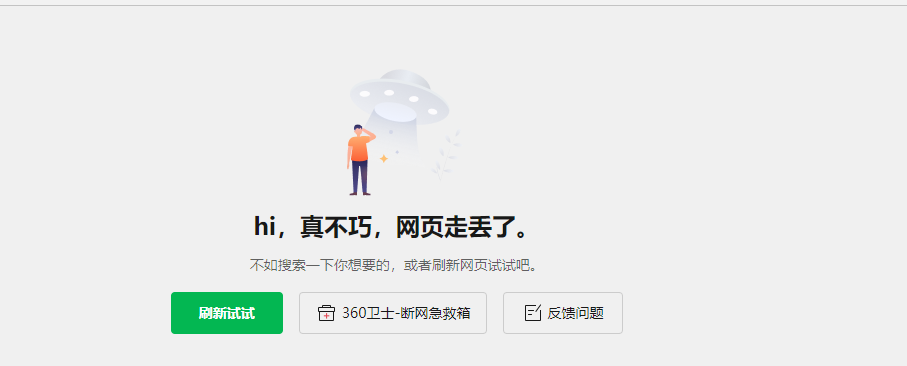 hi，真不巧，网页走丢了。
不如搜索一下你想要的，或者刷新网页试试吧。
刷新试试 360卫士-断网急救箱 反馈问题